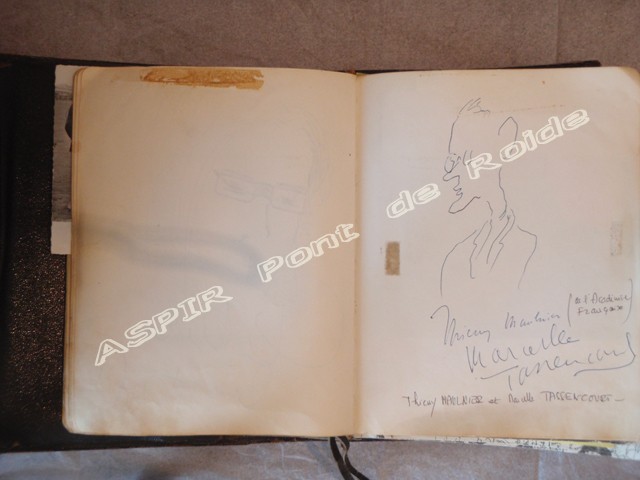 ASPIR Pont de Roide
Thierry Maulnier (de l'Académie
Française)
Marcelle
Tassencourt
Thierry MAULNIER et Marcelle TASSENCOURT –